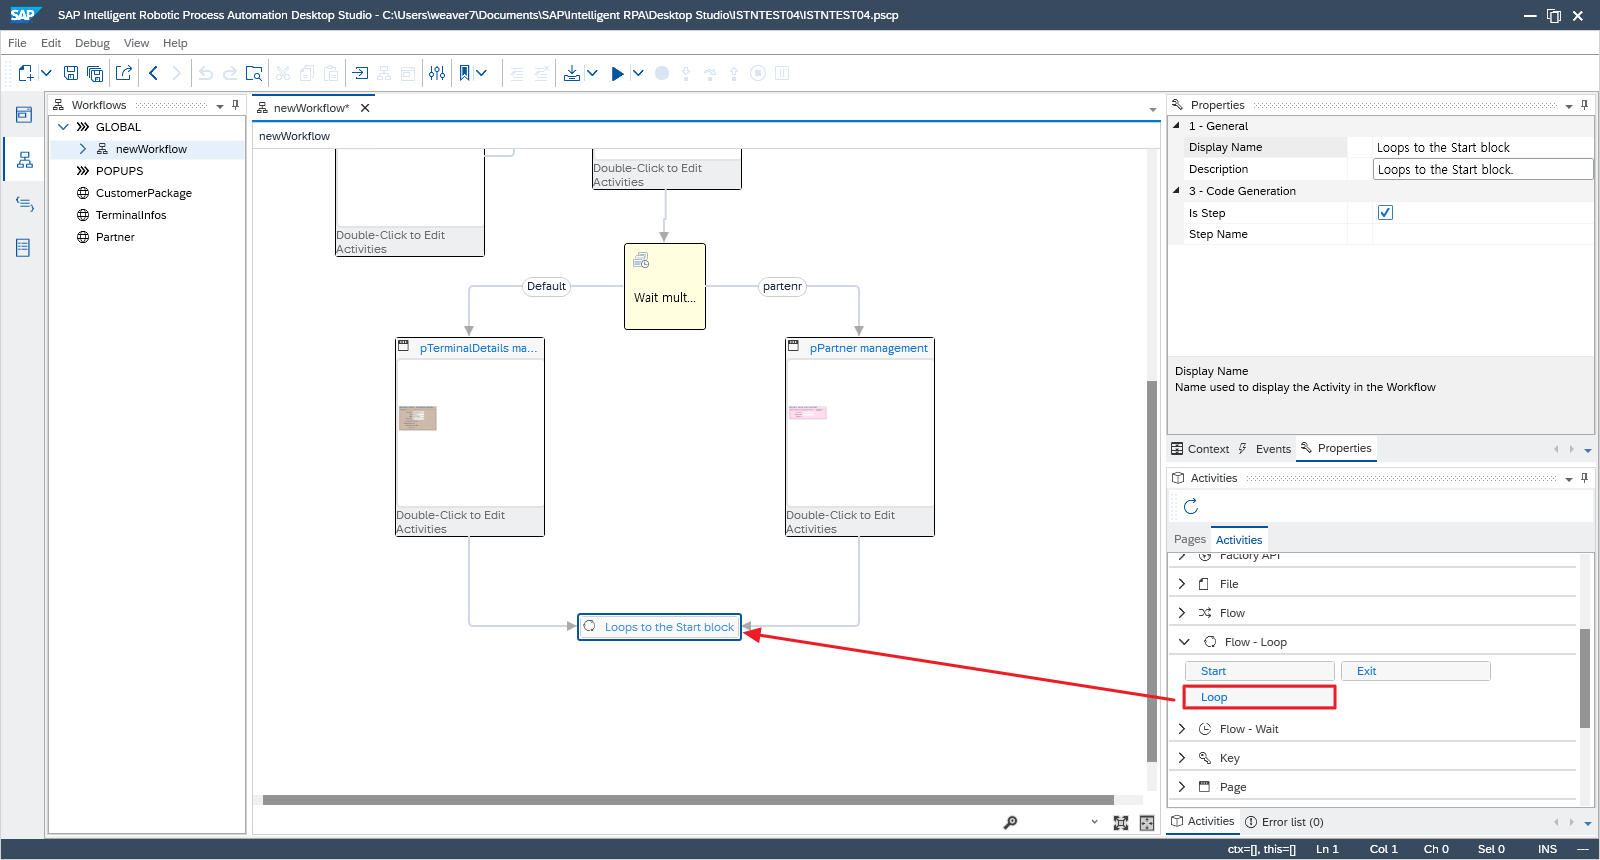 SAP SAP Intelligent Robotic Process Automation Desktop Studio - C:\Users\weaver7\Documents\SAP\Intelligent RPA\Desktop Studio\ISTNTEST04\ISTNTEST04.pscp
File Edit Debug View Help
Workflows
GLOBAL
newWorkflow
POPUPS
CustomerPackage
TerminalInfos
Partner
newWorkflow*
newWorkflow
Double-Click to Edit
Activities
Double-Click to Edit
Activities
Wait mult...
Default
partenr
pTerminalDetails ma...
Double-Click to Edit
Activities
pPartner management
Double-Click to Edit
Activities
Loops to the Start block
Properties
1 - General
Display Name Loops to the Start block
Description Loops to the Start block.
3 - Code Generation
Is Step
Step Name
Display Name
Name used to display the Activity in the Workflow
Context Events Properties
Activities
Pages Activities
Factory API
File
Flow
Flow - Loop
Start Exit
Loop
Flow - Wait
Key
Page
Activities Error list (0)
ctx=[], this=[] Ln 1 Col 1 Ch 0 Sel 0 INS ---